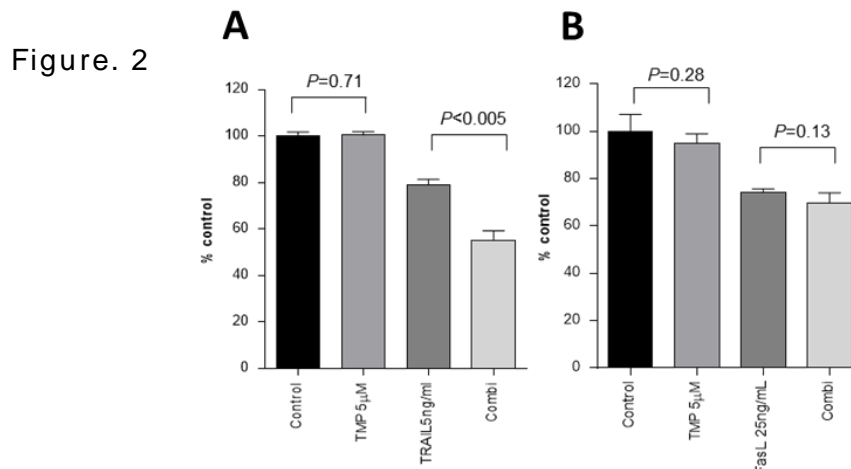 A
B
Figure. 2
P=0.71
P<0.005
120
100
80
60
40
20
0
% control
Control
TMP 5μM
TRAIL5ng/ml
Combi
P=0.28
P=0.13
120
100
80
60
40
20
0
% control
Control
TMP 5μM
FasL 25ng/mL
Combi